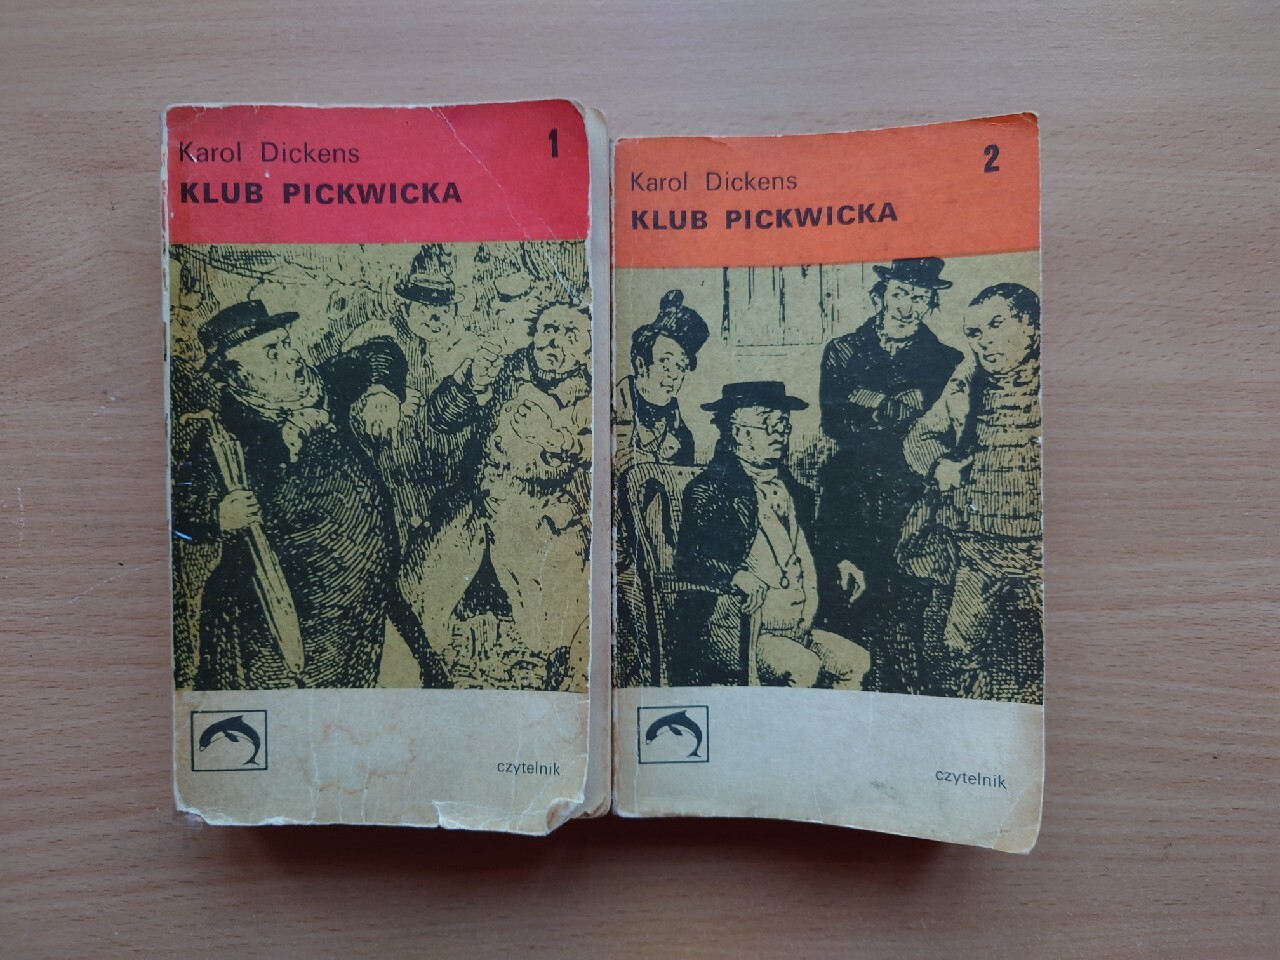 Karol Dickens
1
KLUB PICKWICKA
czytelnik
Karol Dickens
2
KLUB PICKWICKA
czytelnik